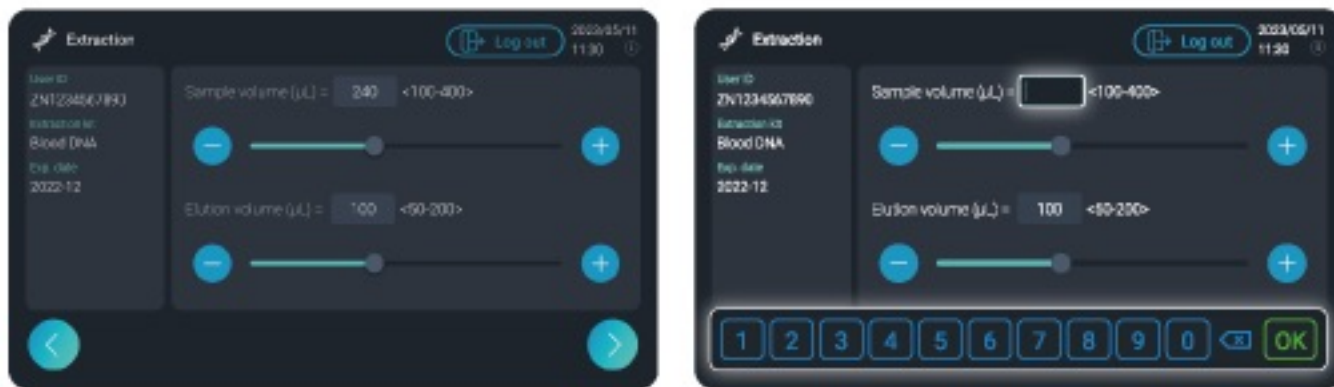 Extraction
Log out
2023/05/11
11:30
User ID
ZN1234567890
Extraction kit
Blood DNA
Exp. date
2022-12
Sample volume (µL) = 240 <100-400>
Elution volume (µL) = 100 <50-200>
Extraction
Log out
2023/05/11
11:30
User ID
ZN1234567890
Extraction kit
Blood DNA
Exp. date
2022-12
Sample volume (µL) = <100-400>
Elution volume (µL) = 100 <50-200>
1 2 3 4 5 6 7 8 9 0 OK